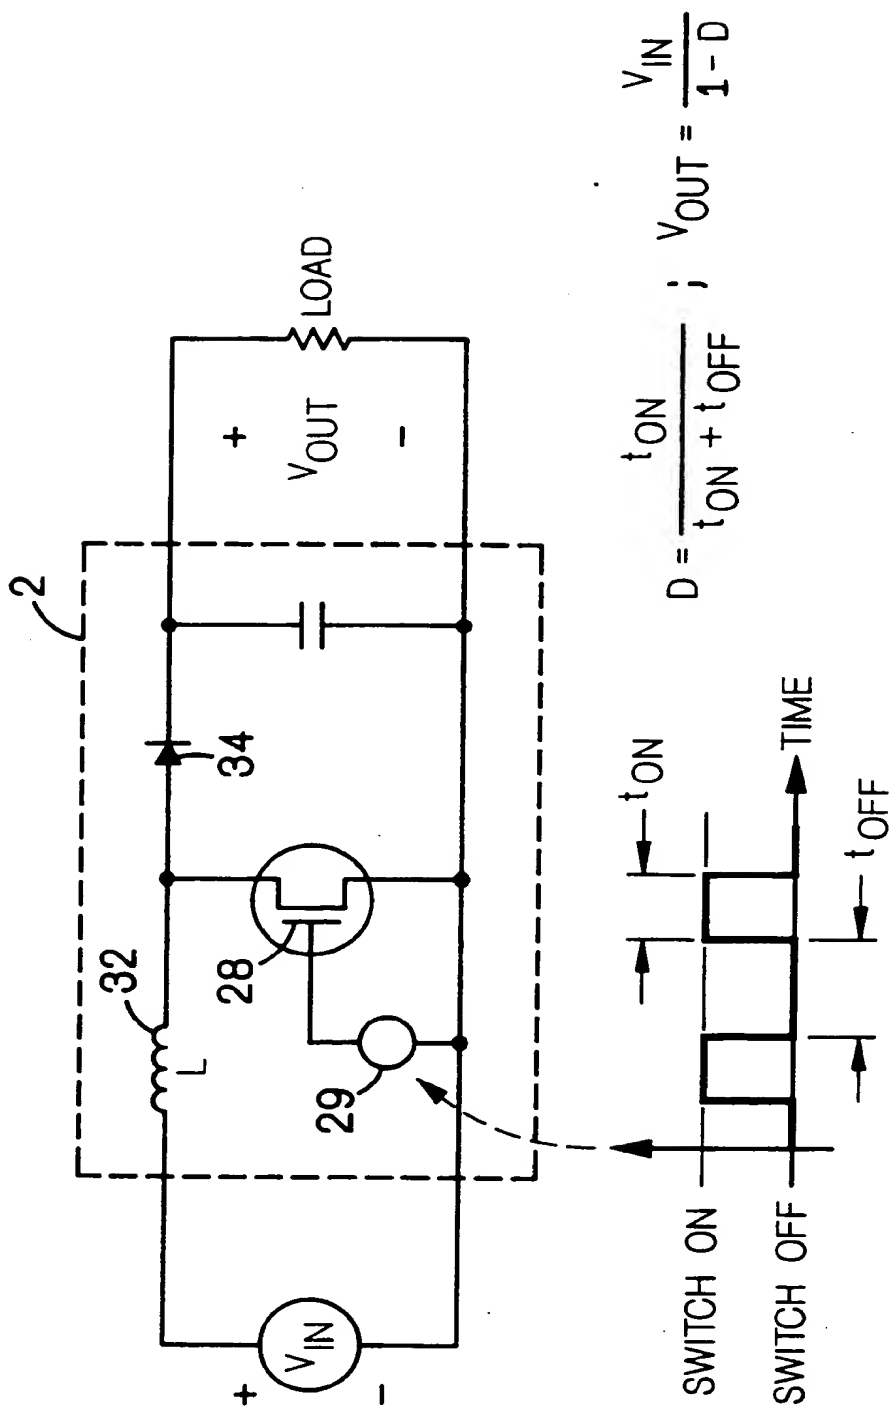 2
32
L
34
28
29
+
V_IN
-
+
V_OUT
-
LOAD
SWITCH ON
SWITCH OFF
t_ON
t_OFF
TIME
D = t_ON / (t_ON + t_OFF) ; V_OUT = V_IN / (1 - D)